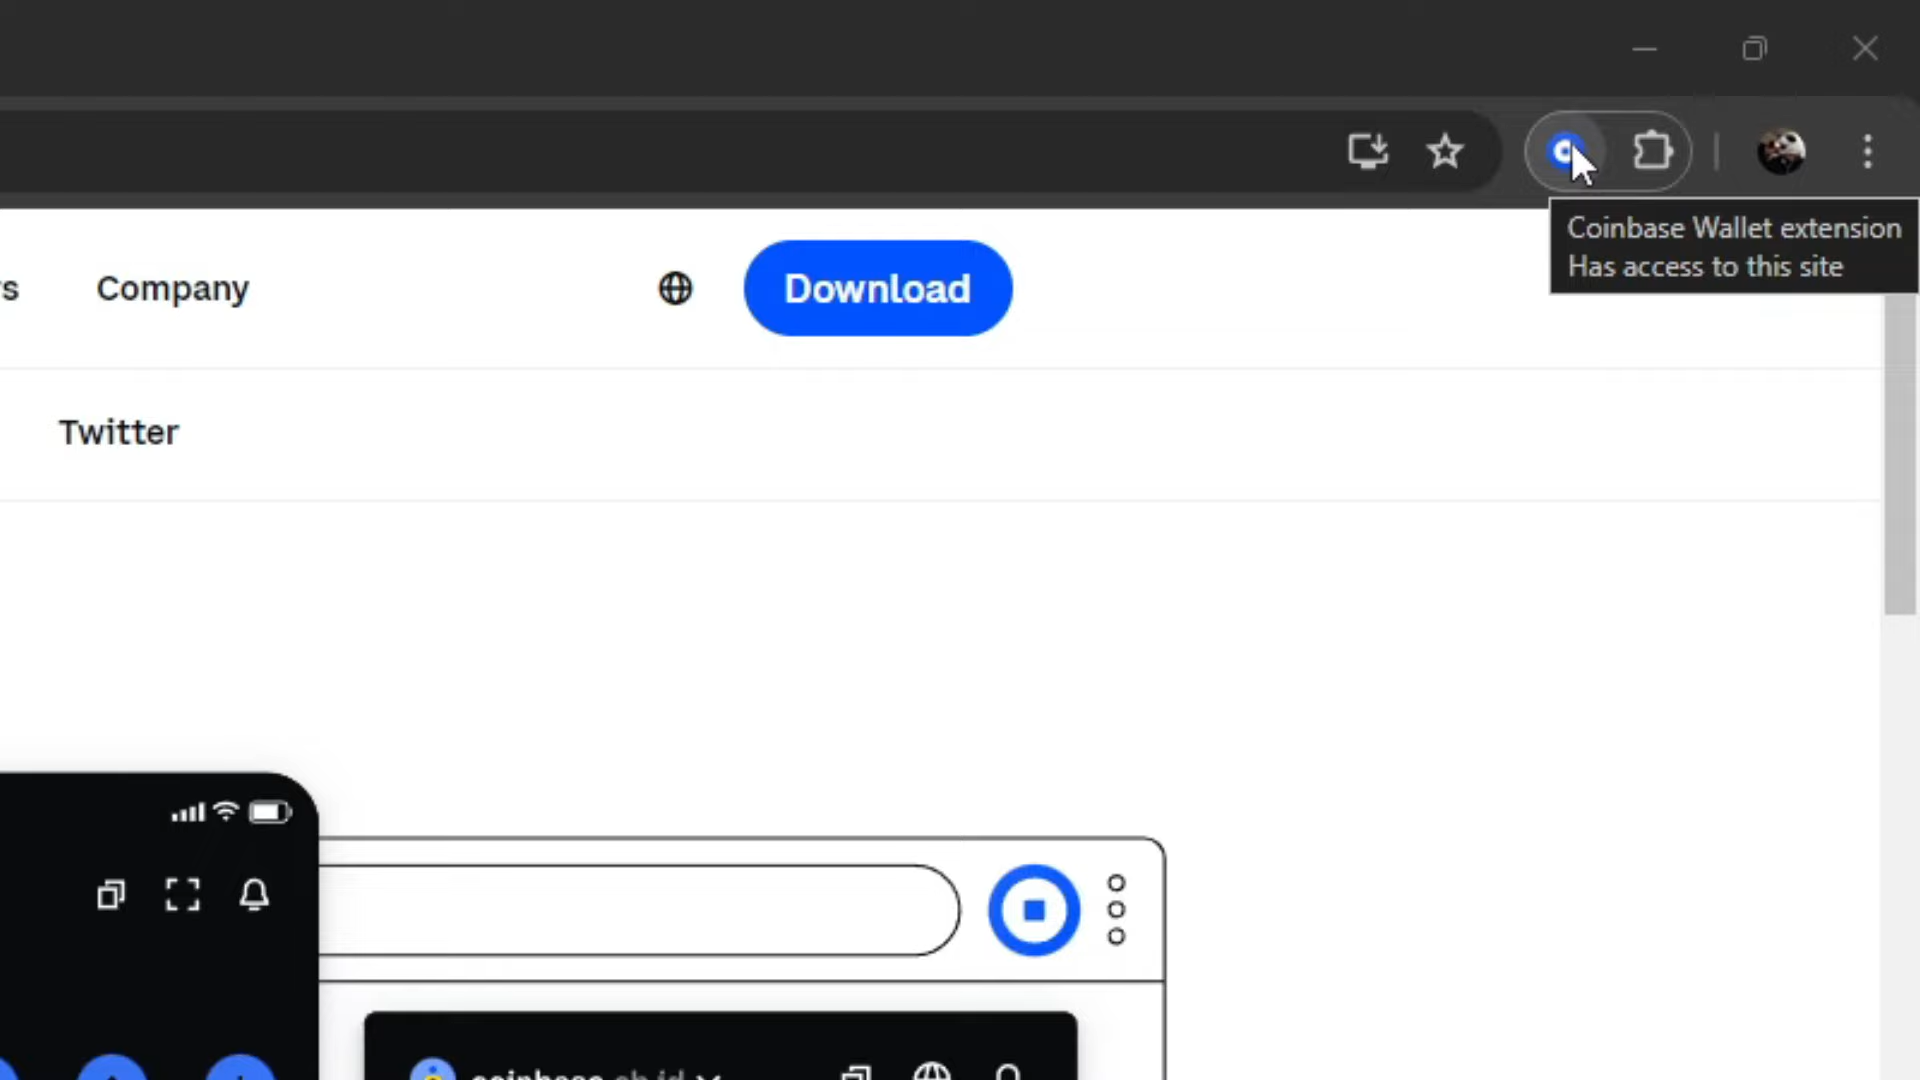 Coinbase Wallet extension
Has access to this site
Company
Download
Twitter